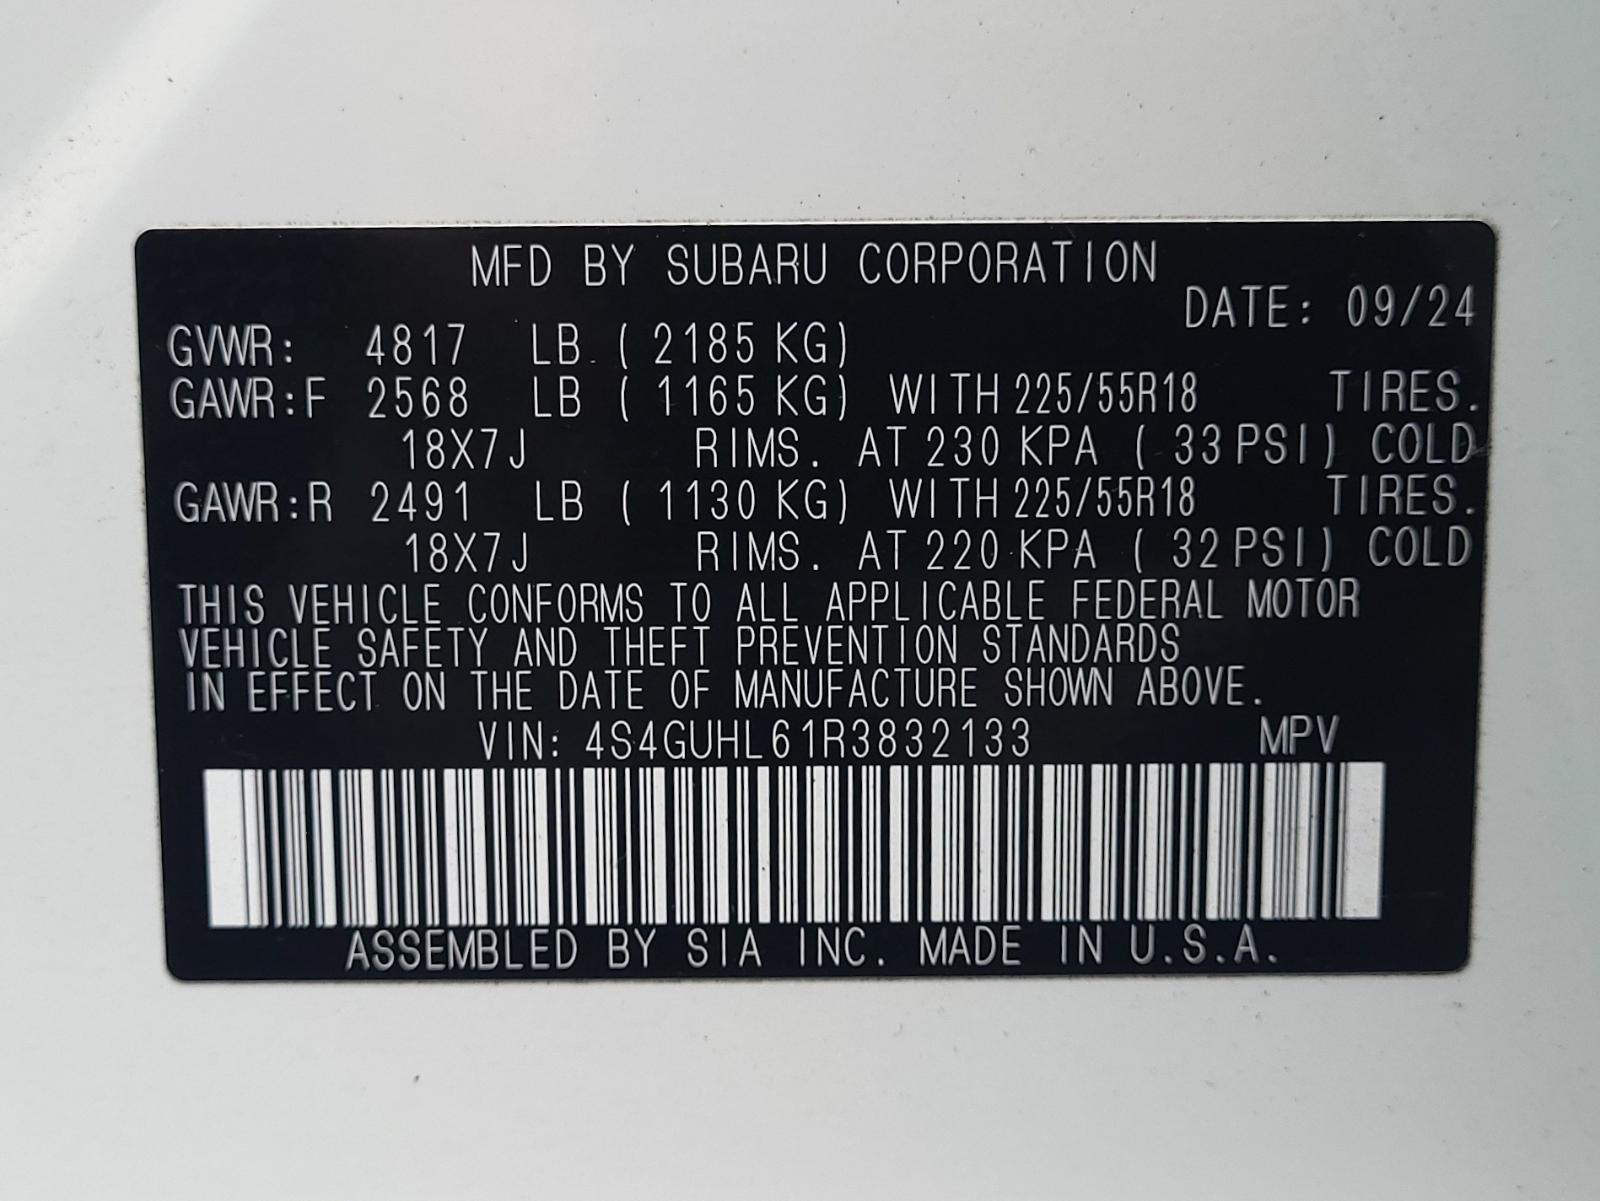 MFD BY SUBARU CORPORATION
DATE: 09/24
GVWR: 4817 LB ( 2185 KG)
GAWR:F 2568 LB ( 1165 KG) WITH 225/55R18 TIRES.
18X7J RIMS. AT 230 KPA ( 33 PSI) COLD
GAWR:R 2491 LB ( 1130 KG) WITH 225/55R18 TIRES.
18X7J RIMS. AT 220 KPA ( 32 PSI) COLD
THIS VEHICLE CONFORMS TO ALL APPLICABLE FEDERAL MOTOR
VEHICLE SAFETY AND THEFT PREVENTION STANDARDS
IN EFFECT ON THE DATE OF MANUFACTURE SHOWN ABOVE.
VIN: 4S4GUHL61R3832133 MPV
ASSEMBLED BY SIA INC. MADE IN U.S.A.